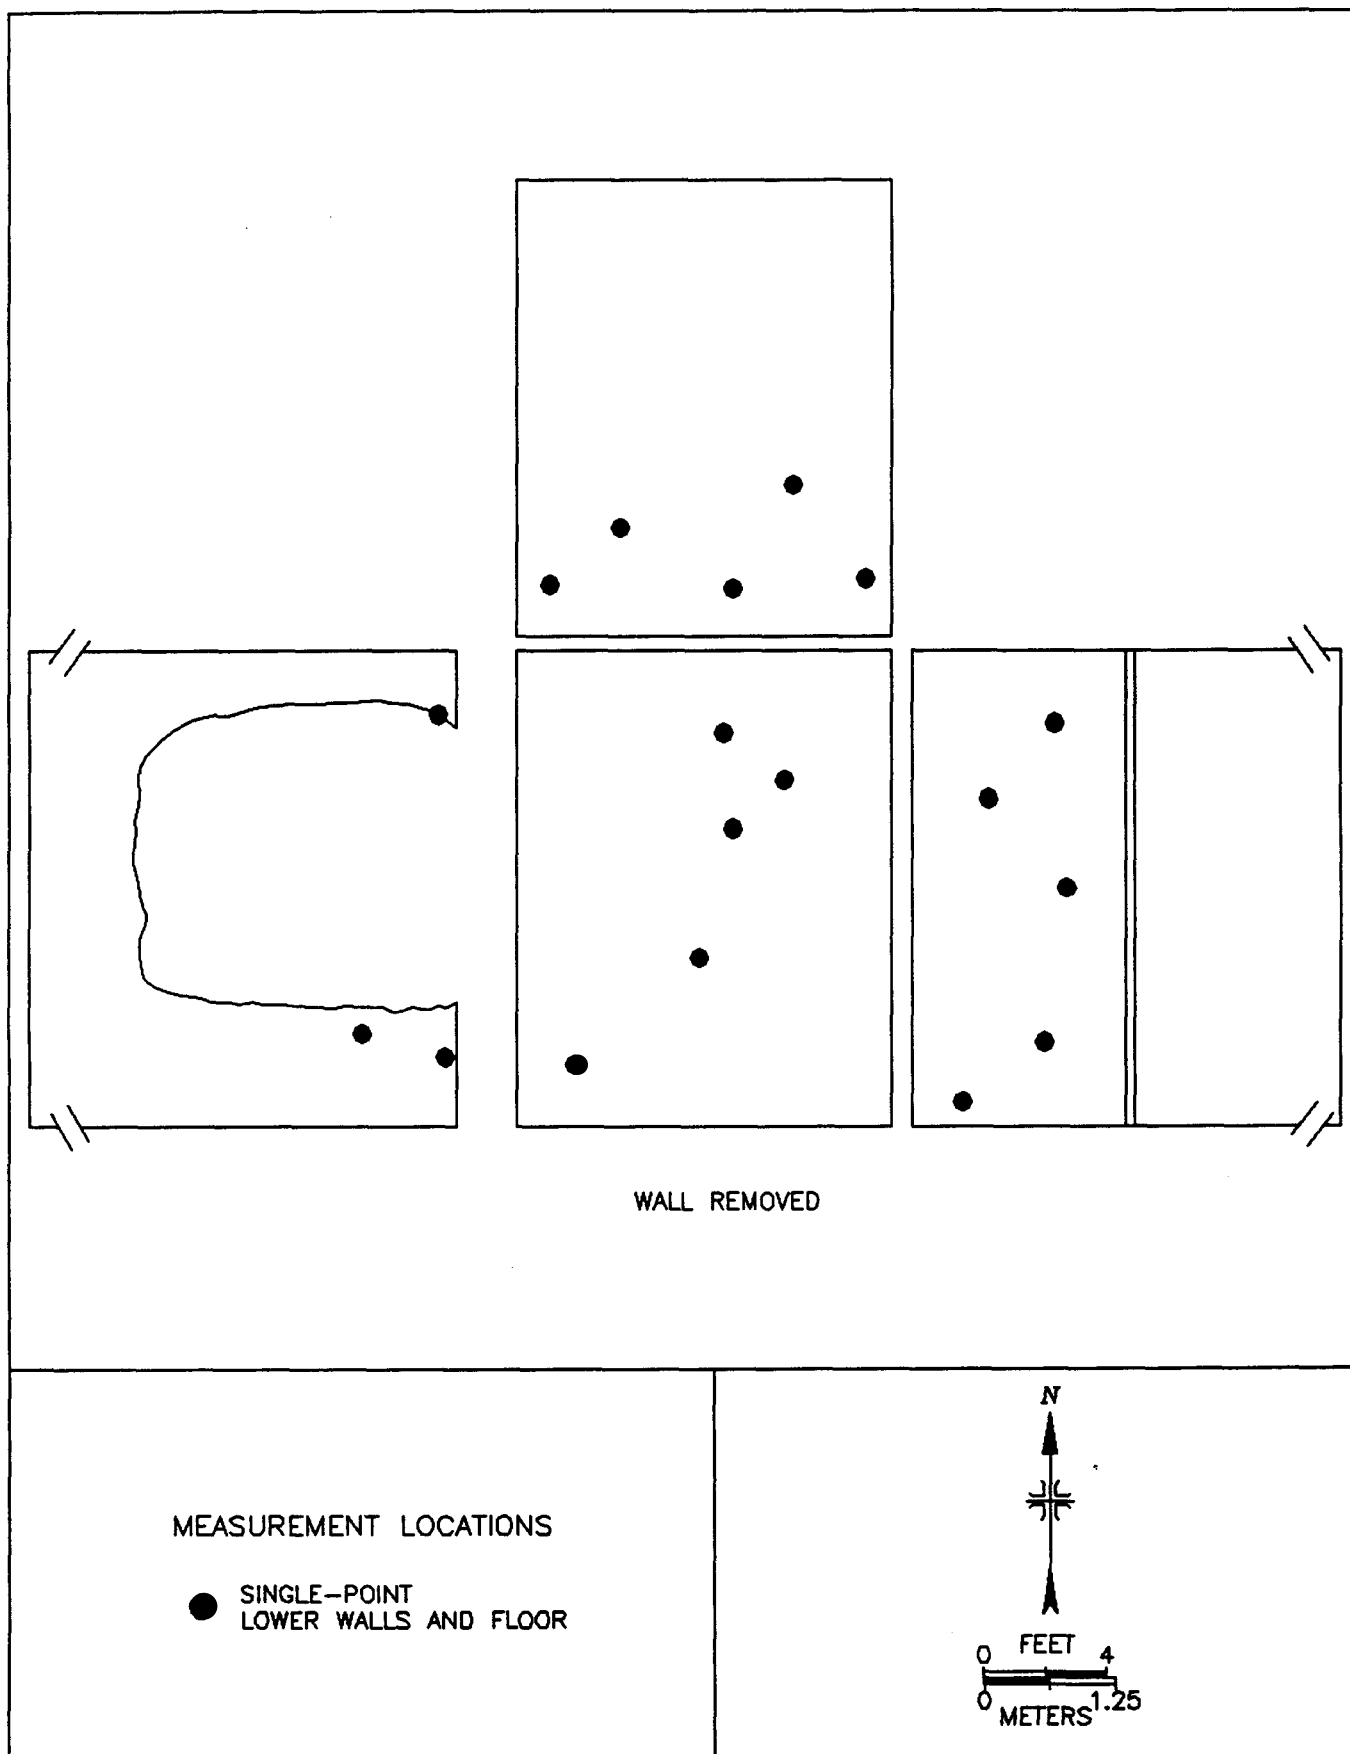 WALL REMOVED
MEASUREMENT LOCATIONS
SINGLE-POINT
LOWER WALLS AND FLOOR
N
0 FEET 4
0 METERS 1.25